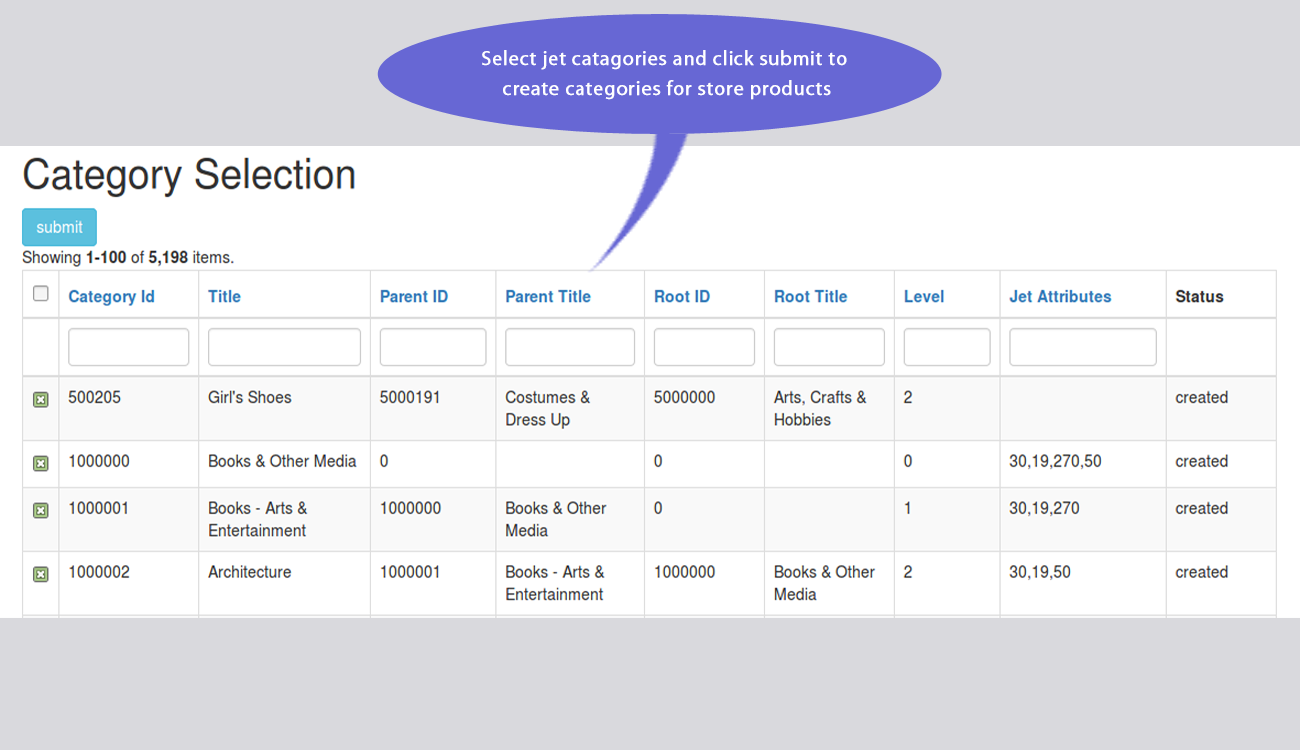 Select jet catagories and click submit to
create categories for store products
Category Selection
submit
Showing 1-100 of 5,198 items.
Category Id Title Parent ID Parent Title Root ID Root Title Level Jet Attributes Status
500205 Girl's Shoes 5000191 Costumes & 5000000 Arts, Crafts & 2 created
Dress Up Hobbies
1000000 Books & Other Media 0 0 0 30,19,270,50 created
1000001 Books - Arts & 1000000 Books & Other 0 1 30,19,270 created
Entertainment Media
1000002 Architecture 1000001 Books - Arts & 1000000 Books & Other 2 30,19,50 created
Entertainment Media